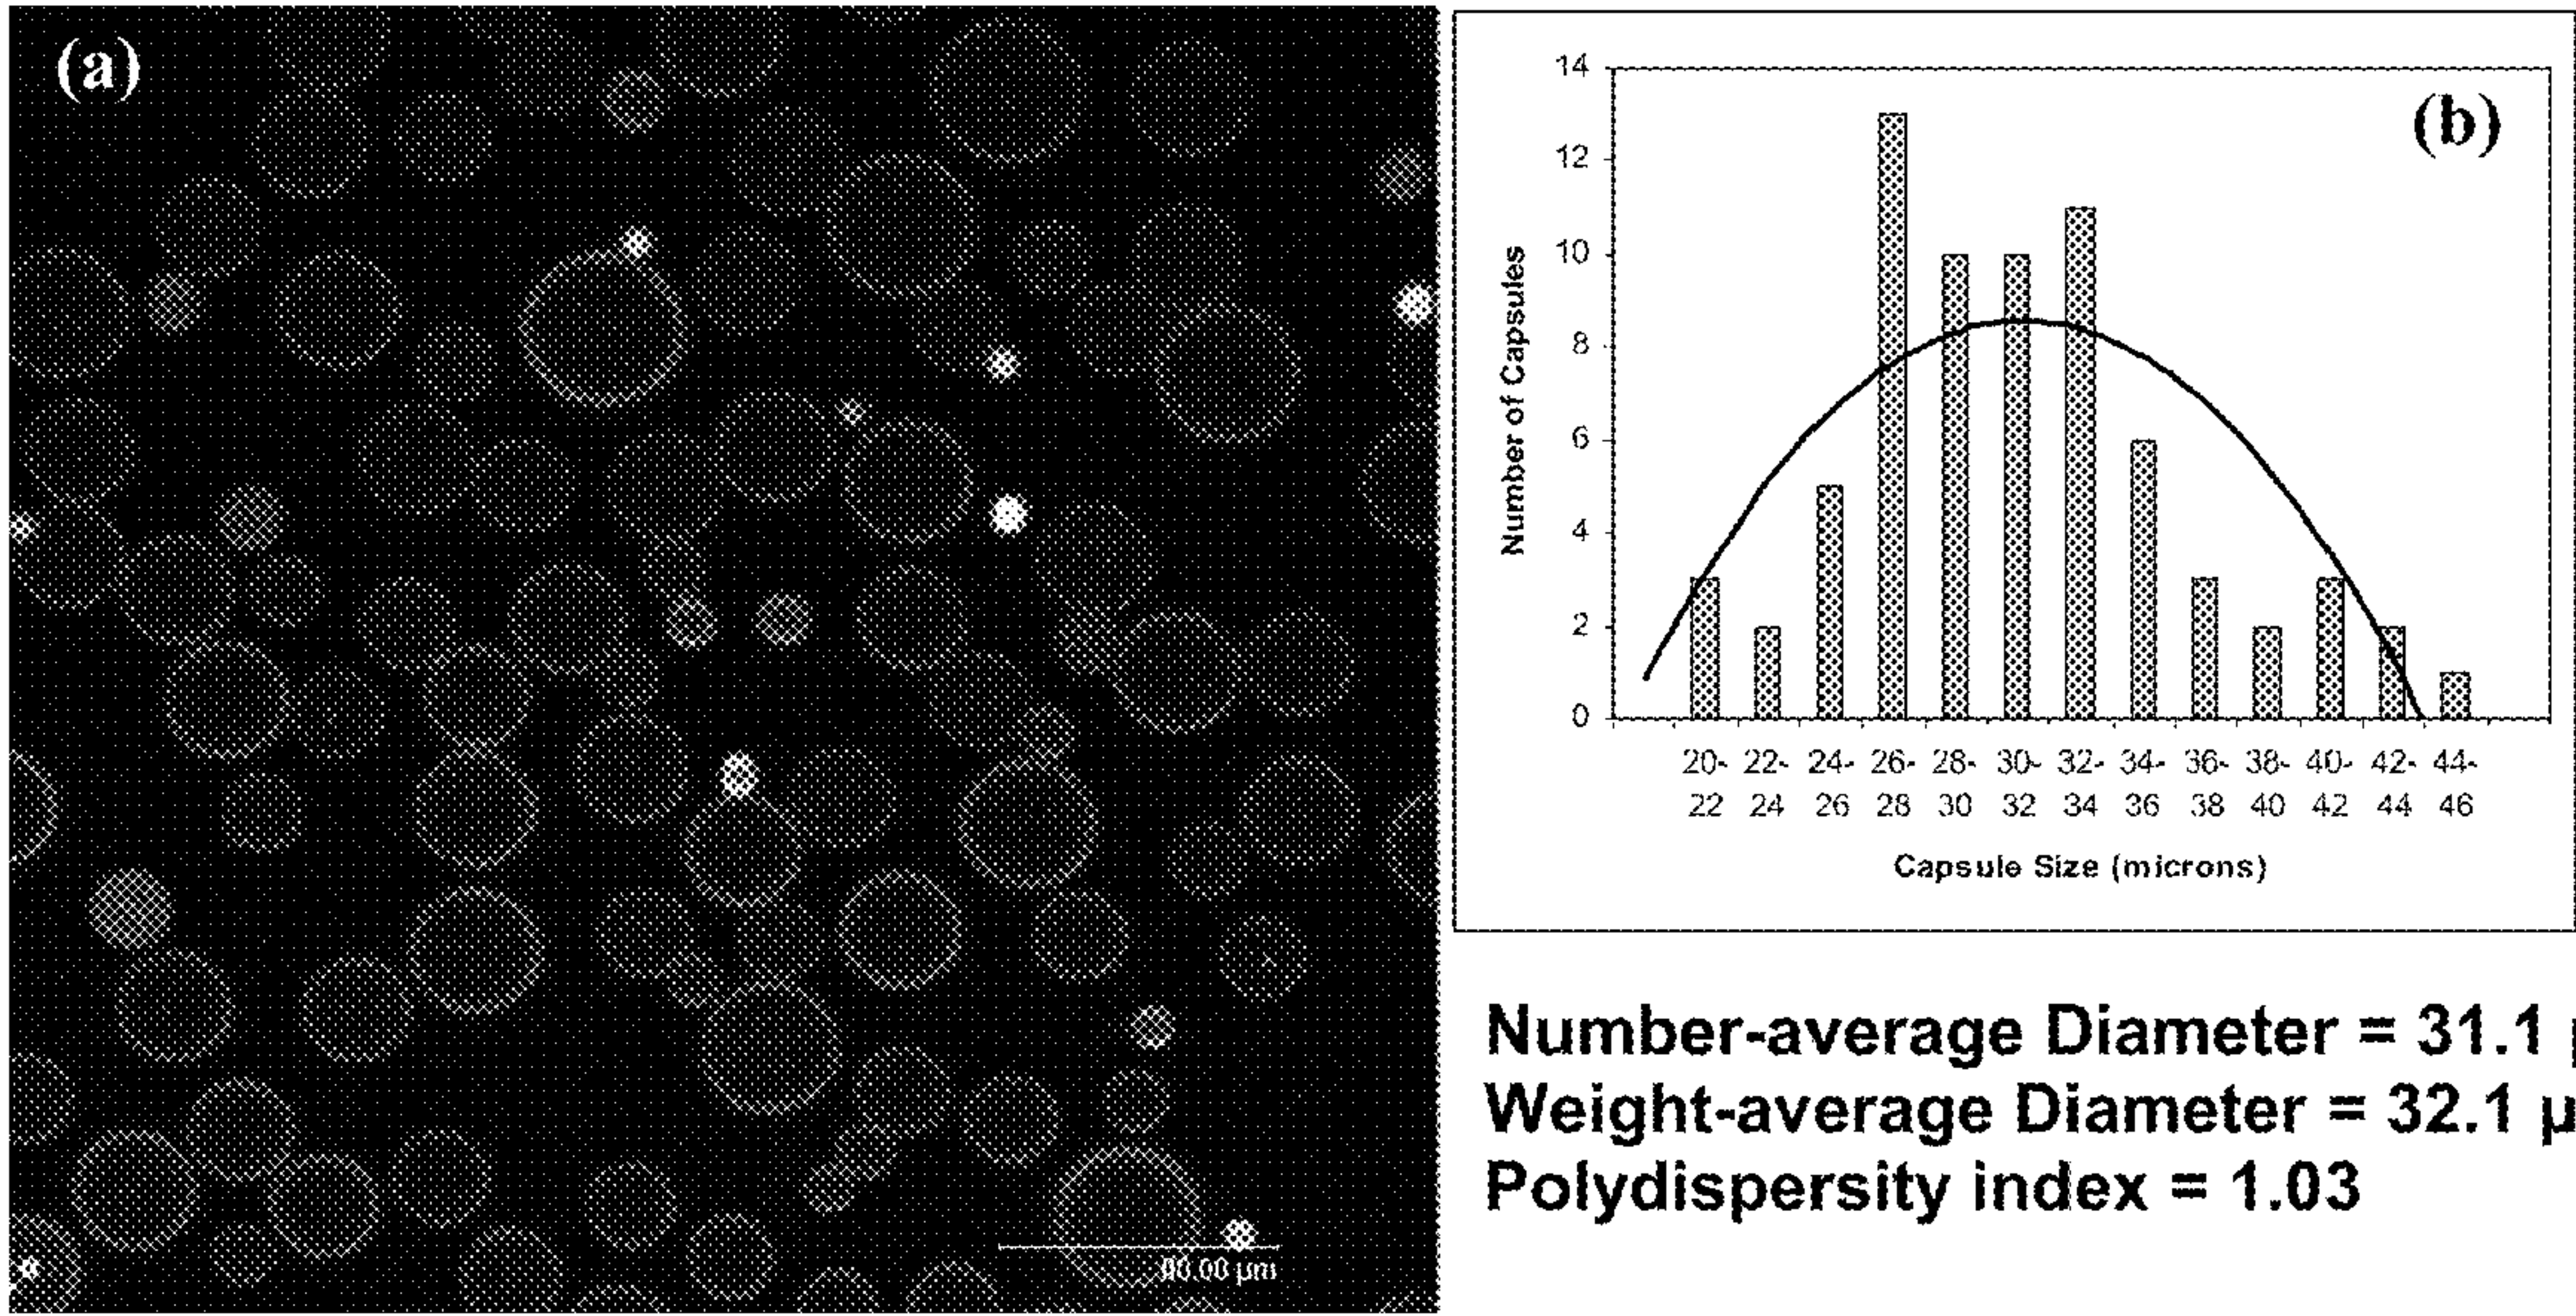 (a)
µm
(b)
14
12
10
8
6
4
2
0
Number of Capsules
20- 22- 24- 26- 28- 30- 32- 34- 36- 38- 40- 42- 44-
22 24 26 28 30 32 34 36 38 40 42 44 46
Capsule Size (microns)
Number-average Diameter = 31.1
Weight-average Diameter = 32.1 µ
Polydispersity index = 1.03